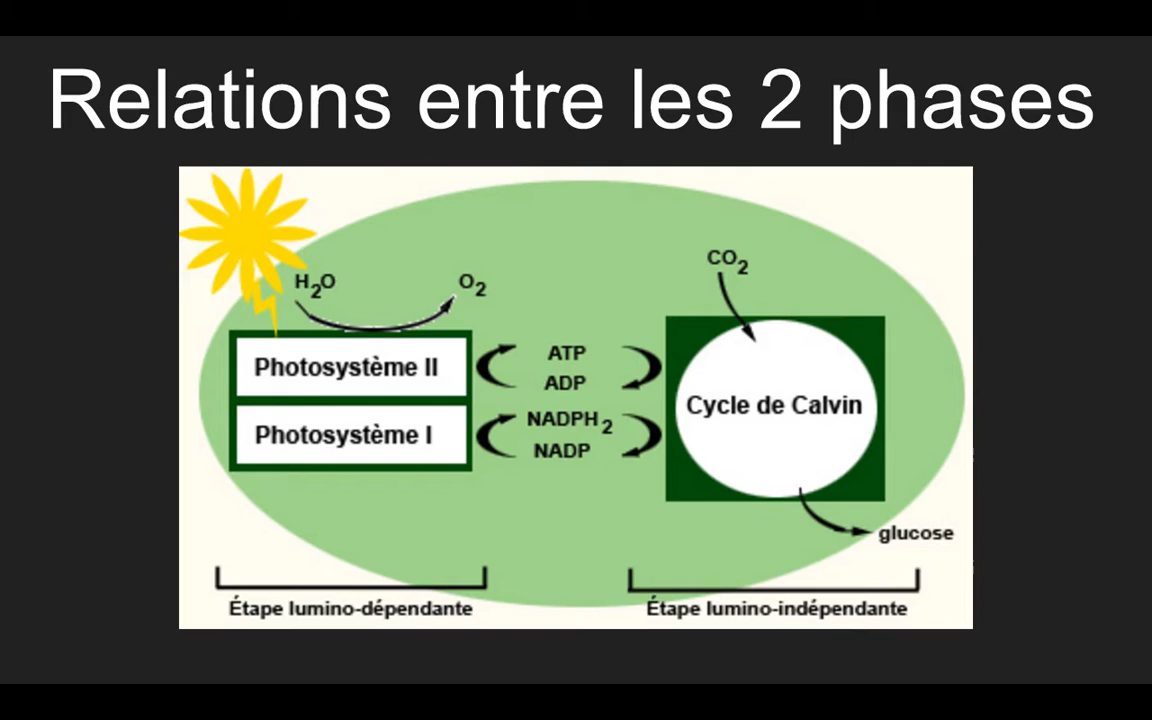 Relations entre les 2 phases
H₂O
O₂
CO₂
Photosystème II
Photosystème I
ATP
ADP
NADPH₂
NADP
Cycle de Calvin
glucose
Étape lumino-dépendante
Étape lumino-indépendante